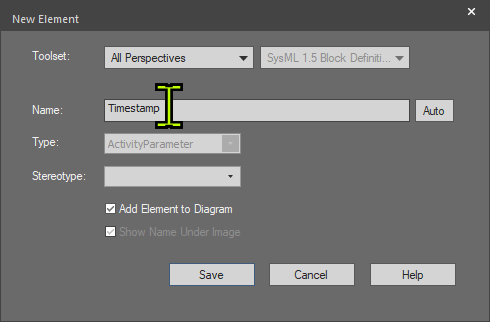 New Element
Toolset: All Perspectives SysML 1.5 Block Definiti...
Name: Timestamp Auto
Type: ActivityParameter
Stereotype:
Add Element to Diagram
Show Name Under Image
Save Cancel Help